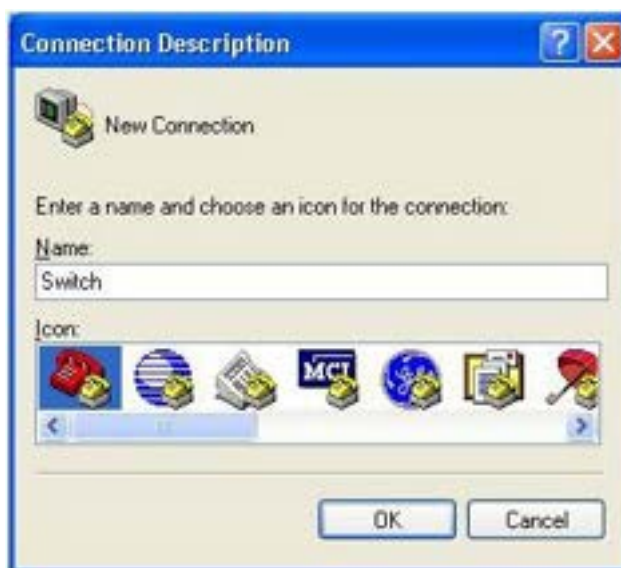 Connection Description
New Connection
Enter a name and choose an icon for the connection:
Name:
Switch
Icon:
MCI
OK Cancel